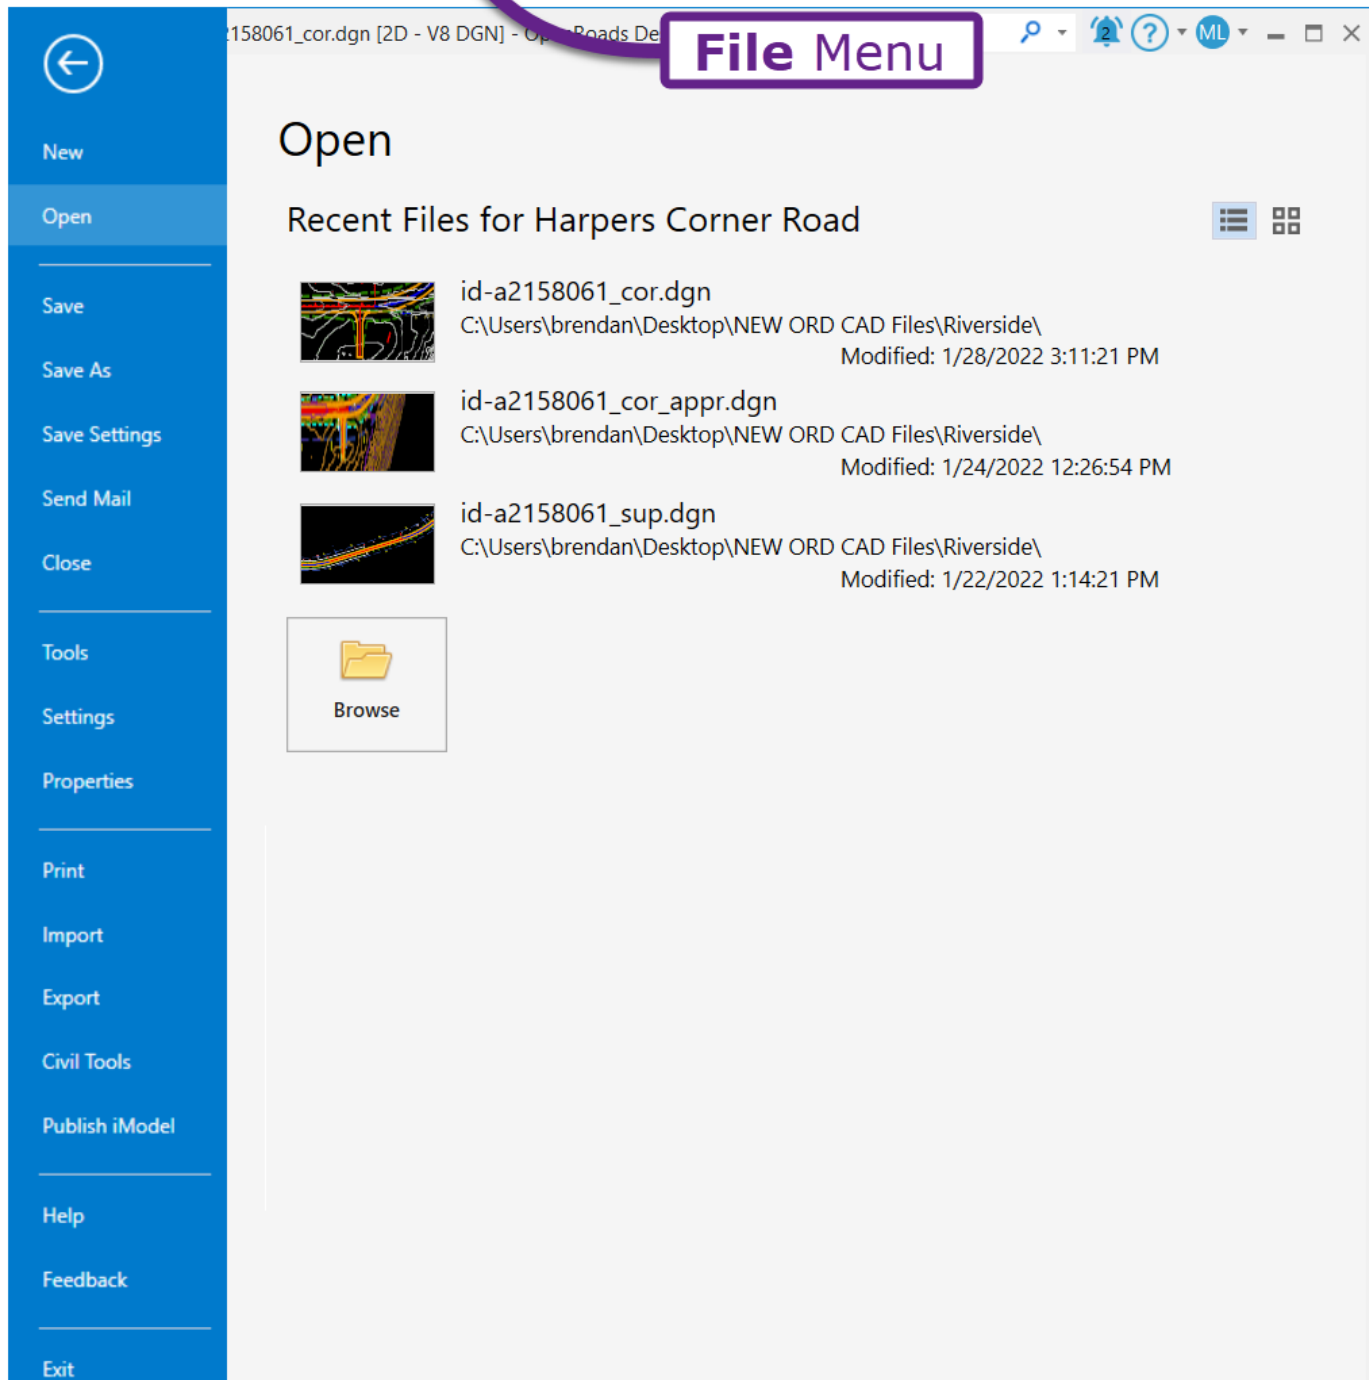 2158061_cor.dgn [2D - V8 DGN] - OpenRoads De
File Menu
2
?
ML
New
Open
Save
Save As
Save Settings
Send Mail
Close
Tools
Settings
Properties
Print
Import
Export
Civil Tools
Publish iModel
Help
Feedback
Exit
Open
Recent Files for Harpers Corner Road
id-a2158061_cor.dgn
C:\Users\brendan\Desktop\NEW ORD CAD Files\Riverside\
Modified: 1/28/2022 3:11:21 PM
id-a2158061_cor_appr.dgn
C:\Users\brendan\Desktop\NEW ORD CAD Files\Riverside\
Modified: 1/24/2022 12:26:54 PM
id-a2158061_sup.dgn
C:\Users\brendan\Desktop\NEW ORD CAD Files\Riverside\
Modified: 1/22/2022 1:14:21 PM
Browse